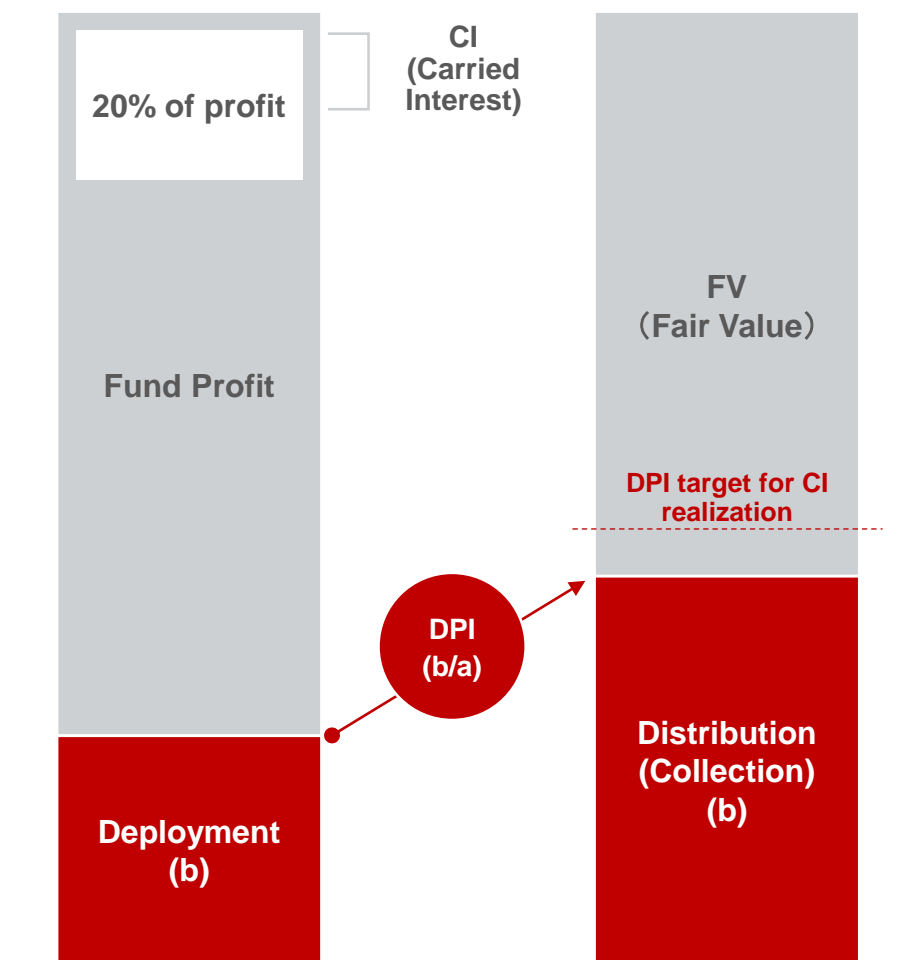 20% of profit
CI
(Carried
Interest)
Fund Profit
FV
（Fair Value）
DPI target for CI
realization
DPI
(b/a)
Deployment
(b)
Distribution
(Collection)
(b)